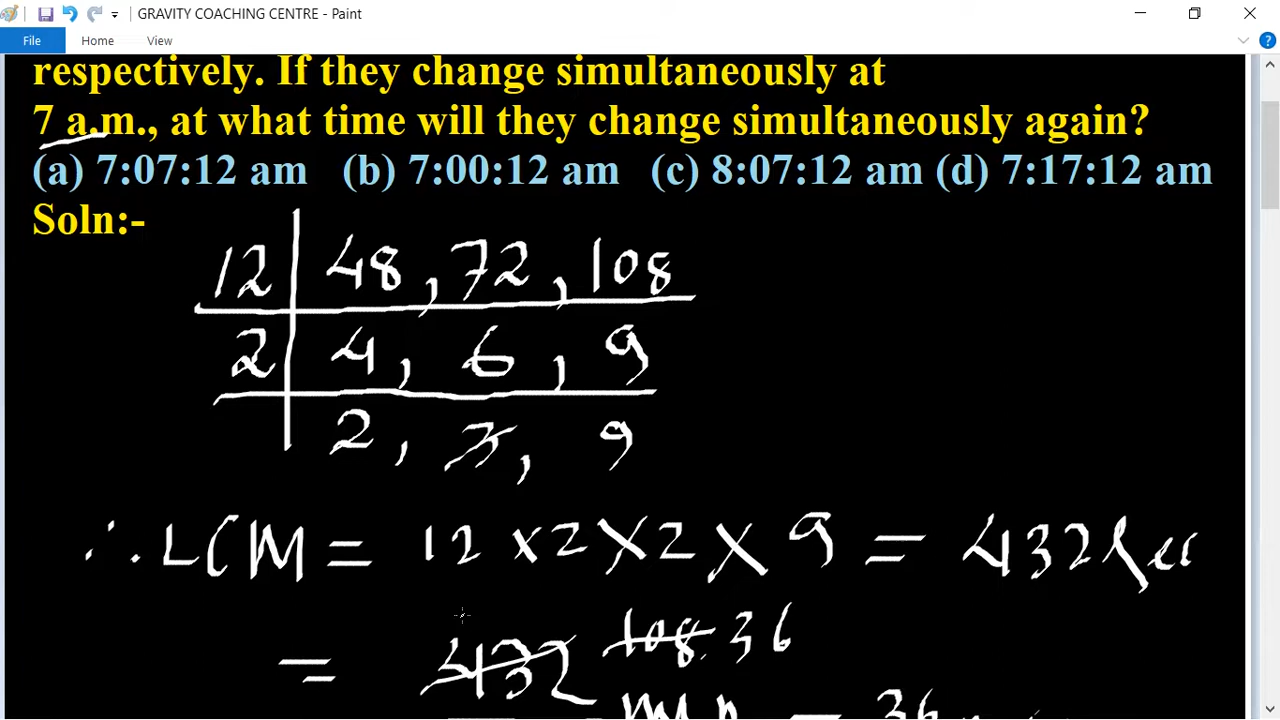 GRAVITY COACHING CENTRE - Paint
File Home View
respectively. If they change simultaneously at
7 a.m., at what time will they change simultaneously again?
(a) 7:07:12 am (b) 7:00:12 am (c) 8:07:12 am (d) 7:17:12 am
Soln:-
12 48, 72, 108
2 4, 6, 9
2, 3, 9
∴ LCM = 12 × 2 × 2 × 9 = 432 Sec
108 36
= 432
= 36